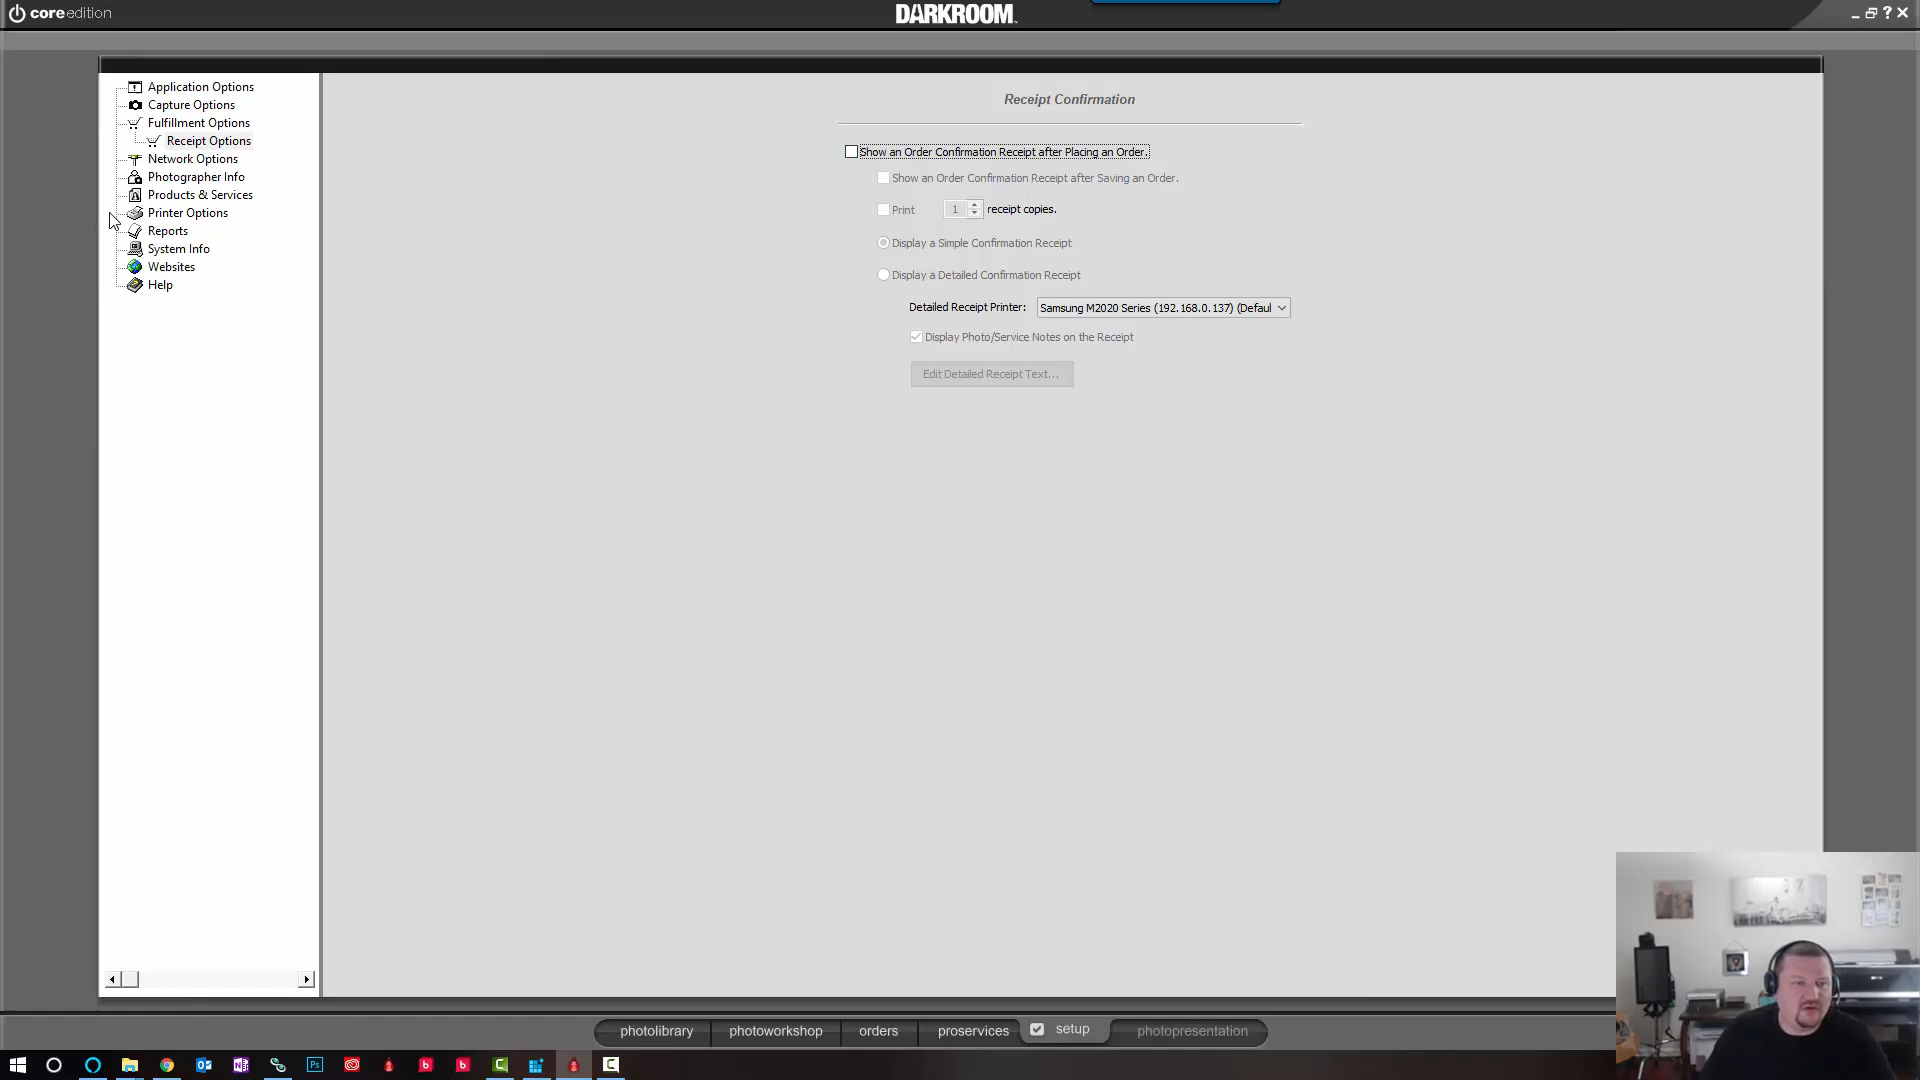 coreedition
DARKROOM
Application Options
Capture Options
Fulfillment Options
Receipt Options
Network Options
Photographer Info
Products & Services
Printer Options
Reports
System Info
Websites
Help
Receipt Confirmation
Show an Order Confirmation Receipt after Placing an Order.
Show an Order Confirmation Receipt after Saving an Order.
Print 1 receipt copies.
Display a Simple Confirmation Receipt
Display a Detailed Confirmation Receipt
Detailed Receipt Printer: Samsung M2020 Series (192.168.0.137) (Defaul
Display Photo/Service Notes on the Receipt
Edit Detailed Receipt Text...
photolibrary photoworkshop orders proservices setup photopresentation